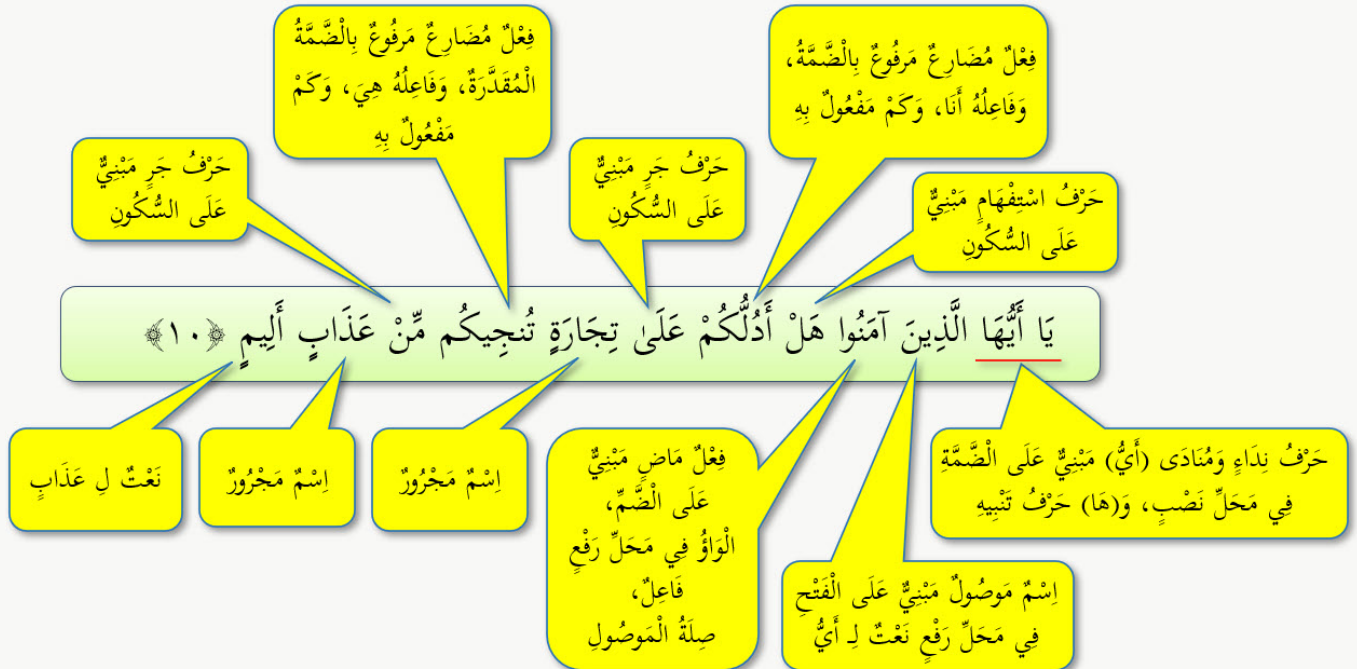 فِعْلٌ مُضَارِعٌ مَرفُوعٌ بِالْضَّمَّةُ
الْمُقَدَّرَةٌ، وَفَاعِلُهُ هِيَ، وَكَمْ
مَفْعُولٌ بِهِ
فِعْلٌ مُضَارِعٌ مَرفُوعٌ بِالْضَّمَّةُ،
وَفَاعِلُهُ أَنَا، وَكَمْ مَفْعُولٌ بِهِ
حَرْفُ جَرٍ مَبْنِيٌّ
عَلَى السُّكُونِ
حَرْفُ جَرٍ مَبْنِيٌّ
عَلَى السُّكُونِ
حَرْفُ اسْتِفْهَامٍ مَبْنِيٌّ
عَلَى السُّكُونِ
يَا أَيُّهَا الَّذِينَ آمَنُوا هَلْ أَدُلُّكُمْ عَلَىٰ تِجَارَةٍ تُنجِيكُم مِّنْ عَذَابٍ أَلِيمٍ ﴿١٠﴾
حَرْفُ نِدَاءٍ وَمُنَادَى (أَيُّ) مَبْنِيٌّ عَلَى الْضَّمَّةِ
فِي مَحَلِّ نَصْبٍ، وَ(هَا) حَرْفُ تَنْبِيهِ
اِسْمٌ مَوصُولٌ مَبْنِيٌّ عَلَى الْفَتْحِ
فِي مَحَلِّ رَفْعٍ نَعْتٌ لِـ أَيُّ
فِعْلٌ مَاضٍ مَبْنِيٌّ
عَلَى الْضَّمِّ،
الْوَاوُ فِي مَحَلِّ رَفْعٍ
فَاعِلٌ،
صِلَةُ الْمَوصُولِ
اِسْمٌ مَجْرُورٌ
اِسْمٌ مَجْرُورٌ
نَعْتٌ لِ عَذَابٍ